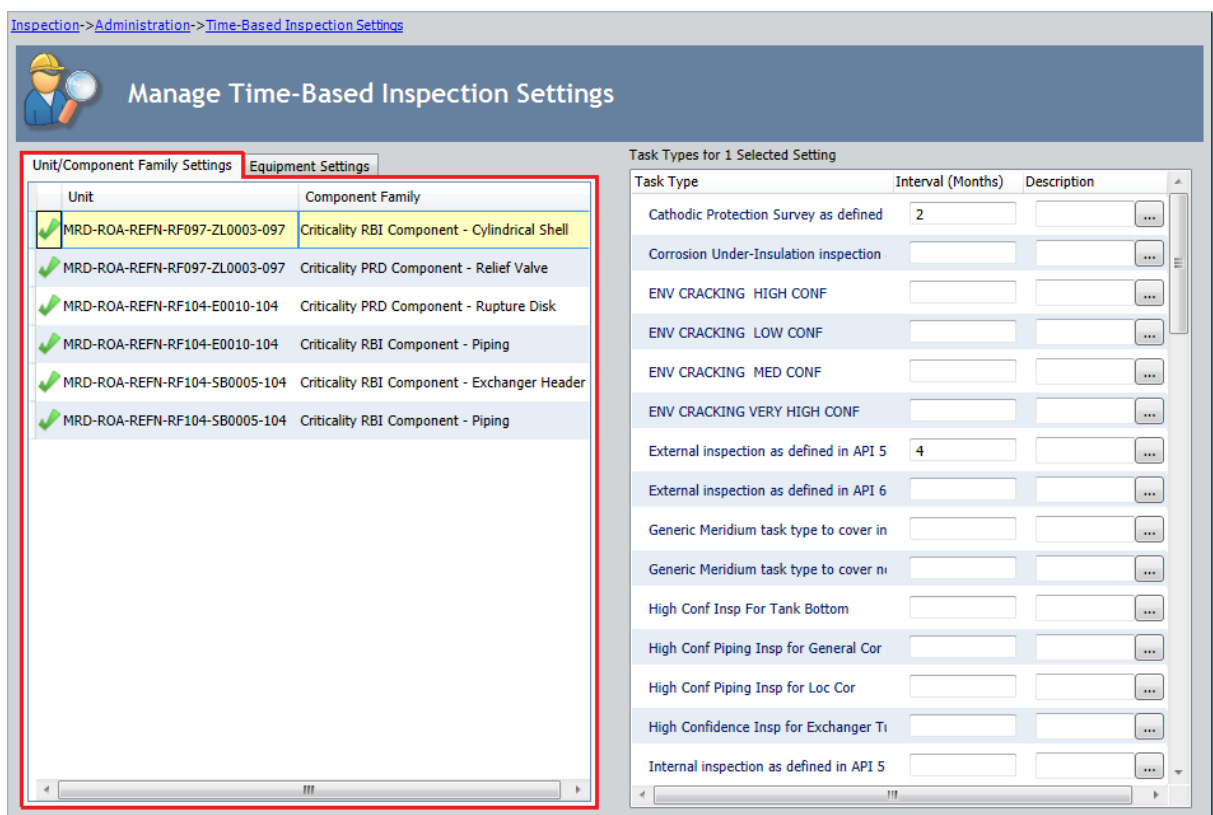 Inspection->Administration->Time-Based Inspection Settings
Manage Time-Based Inspection Settings
Unit/Component Family Settings Equipment Settings
Unit Component Family
MRD-ROA-REFN-RF097-ZL0003-097 Criticality RBI Component - Cylindrical Shell
MRD-ROA-REFN-RF097-ZL0003-097 Criticality PRD Component - Relief Valve
MRD-ROA-REFN-RF104-E0010-104 Criticality PRD Component - Rupture Disk
MRD-ROA-REFN-RF104-E0010-104 Criticality RBI Component - Piping
MRD-ROA-REFN-RF104-SB0005-104 Criticality RBI Component - Exchanger Header
MRD-ROA-REFN-RF104-SB0005-104 Criticality RBI Component - Piping
Task Types for 1 Selected Setting
Task Type Interval (Months) Description
Cathodic Protection Survey as defined 2 ...
Corrosion Under-Insulation inspection ...
ENV CRACKING HIGH CONF ...
ENV CRACKING LOW CONF ...
ENV CRACKING MED CONF ...
ENV CRACKING VERY HIGH CONF ...
External inspection as defined in API 5 4 ...
External inspection as defined in API 6 ...
Generic Meridium task type to cover in ...
Generic Meridium task type to cover ...
High Conf Insp For Tank Bottom ...
High Conf Piping Insp for General Cor ...
High Conf Piping Insp for Loc Cor ...
High Confidence Insp for Exchanger ...
Internal inspection as defined in API 5 ...